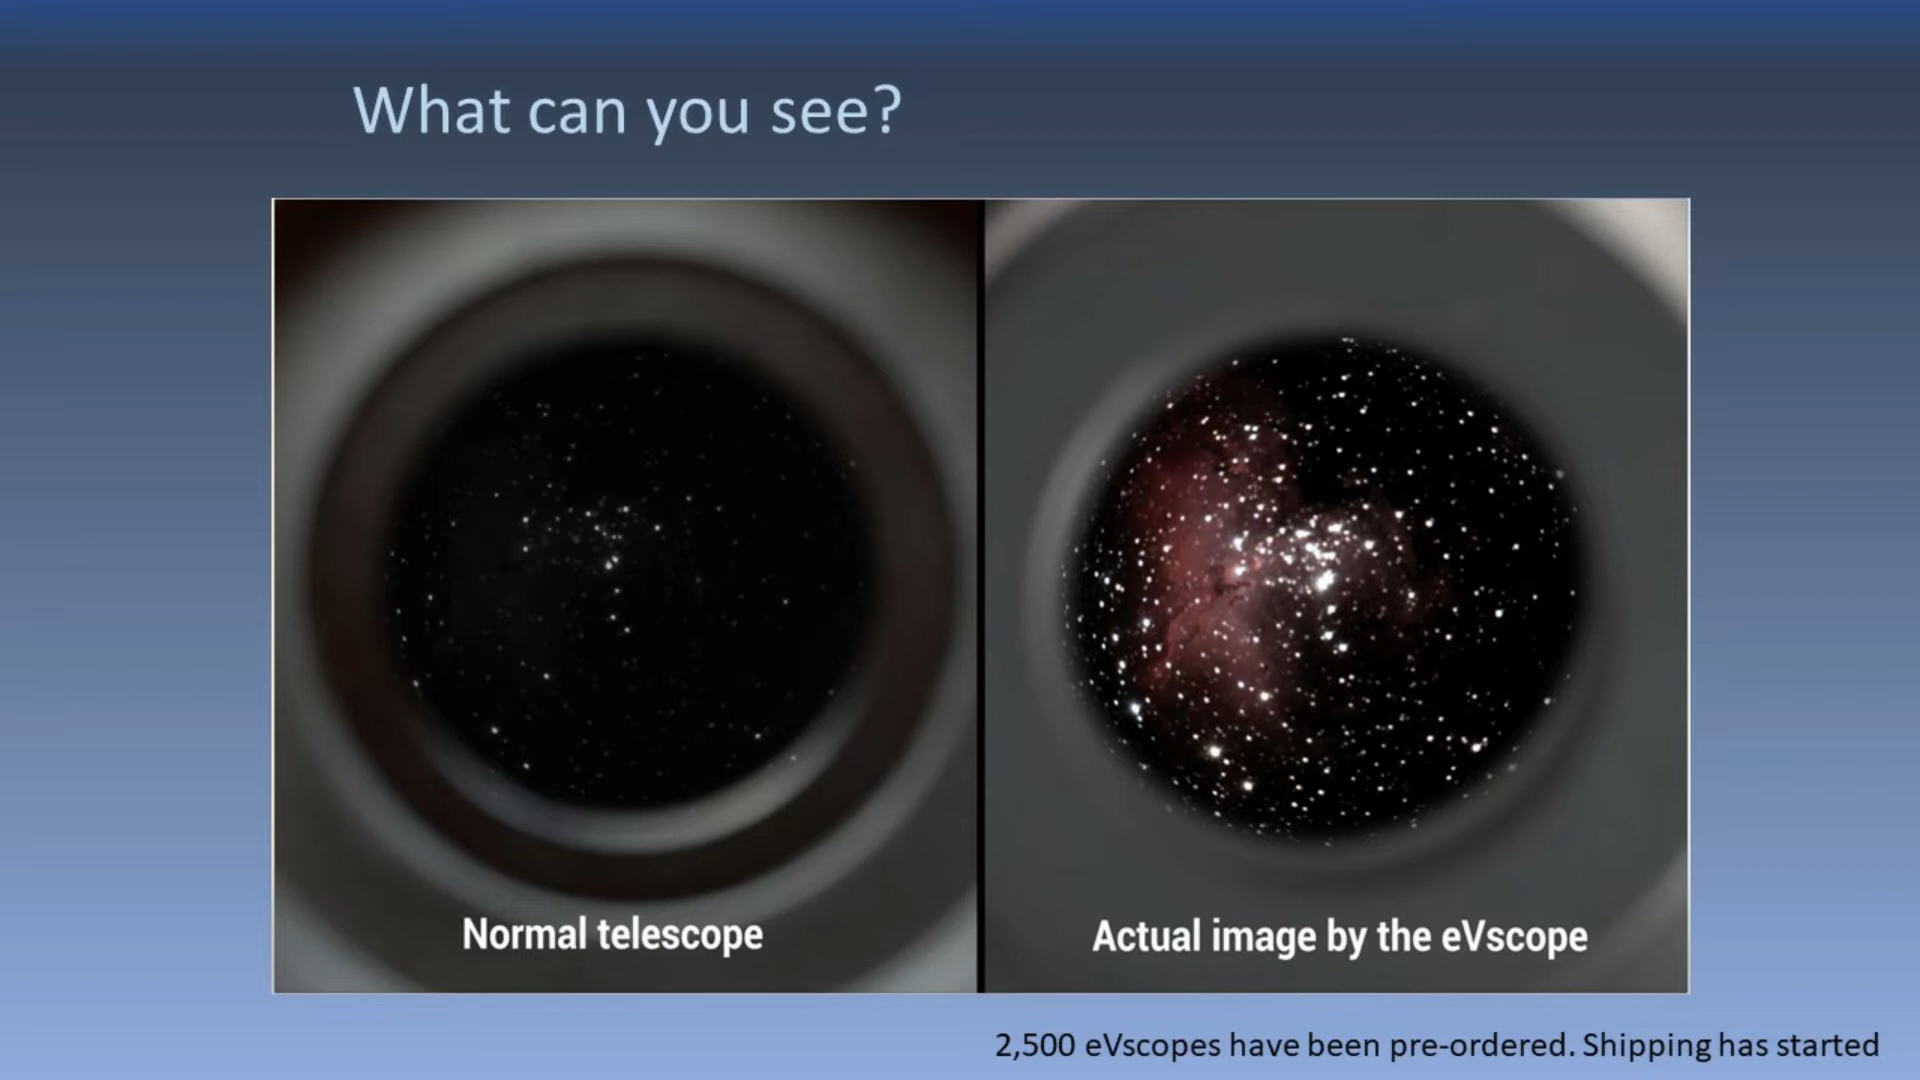 What can you see?
Normal telescope
Actual image by the eVscope
2,500 eVscopes have been pre-ordered. Shipping has started